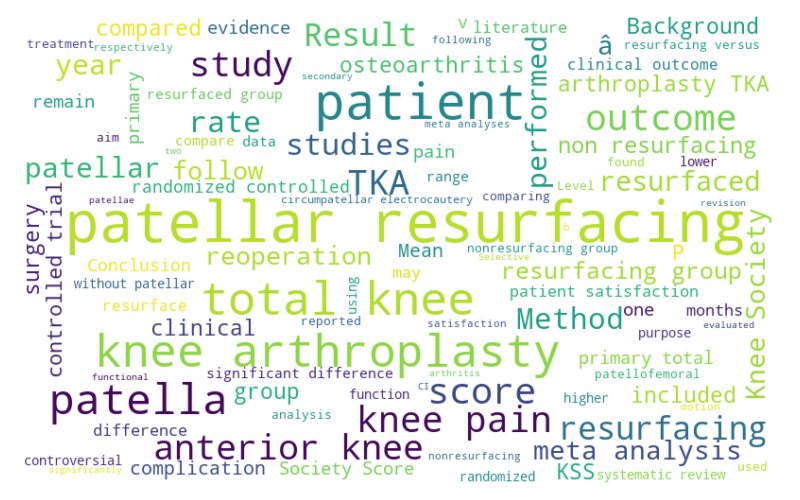 compared evidence Result V literature Background
treatment respectively following â resurfacing versus
year study osteoarthritis clinical outcome
secondary arthroplasty TKA
remain primary resurfaced group patient performed outcome
rate meta analyses
aim compare data studies pain non resurfacing
two found lower
patellar follow TKA range Level resurfaced
randomized controlled
patellae circumpatellar electrocautery comparing revision
surgery controlled trial patellar resurfacing
b
Conclusion reoperation Mean nonresurfacing group P Knee Society
Selective
without patellar may resurfacing group
total knee using patient satisfaction
resurface reported Method one months
clinical satisfaction evaluated
purpose
knee arthroplasty primary total
significant difference patellofemoral
functional arthritis
patella group function CI score higher included
motion
analysis knee pain resurfacing
difference
controversial anterior knee nonresurfacing meta analysis
significantly complication Society Score randomized KSS systematic review used